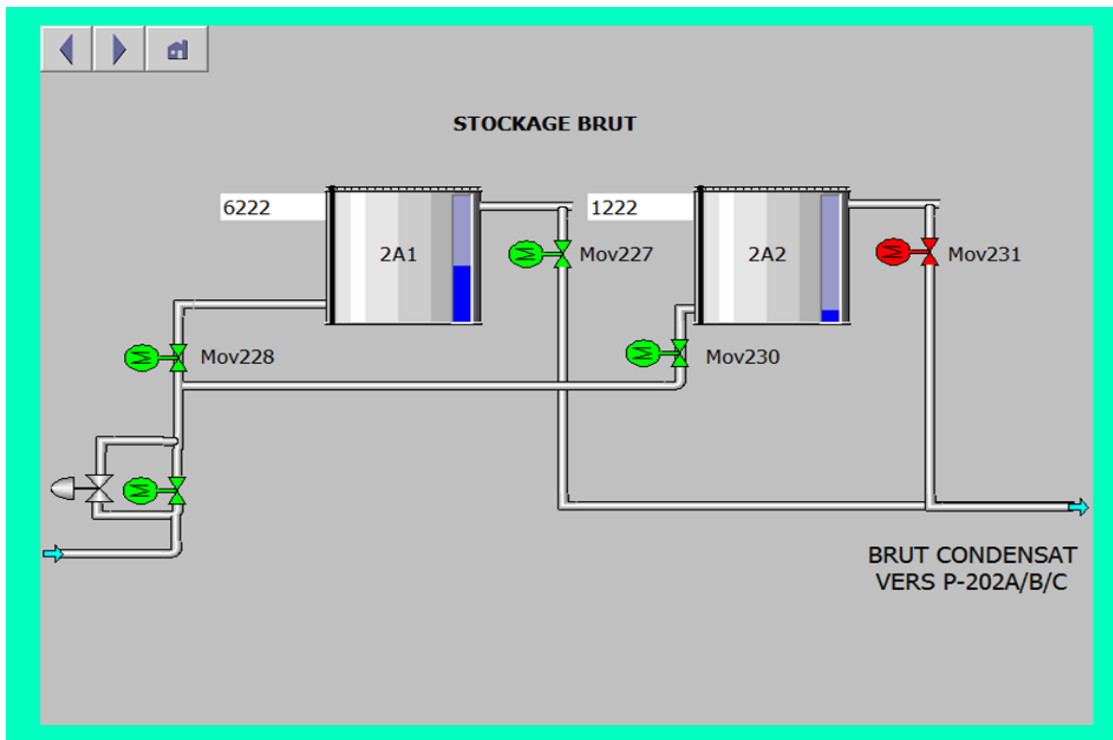 STOCKAGE BRUT
6222
1222
2A1
Mov227
2A2
Mov231
Mov228
Mov230
BRUT CONDENSAT
VERS P-202A/B/C